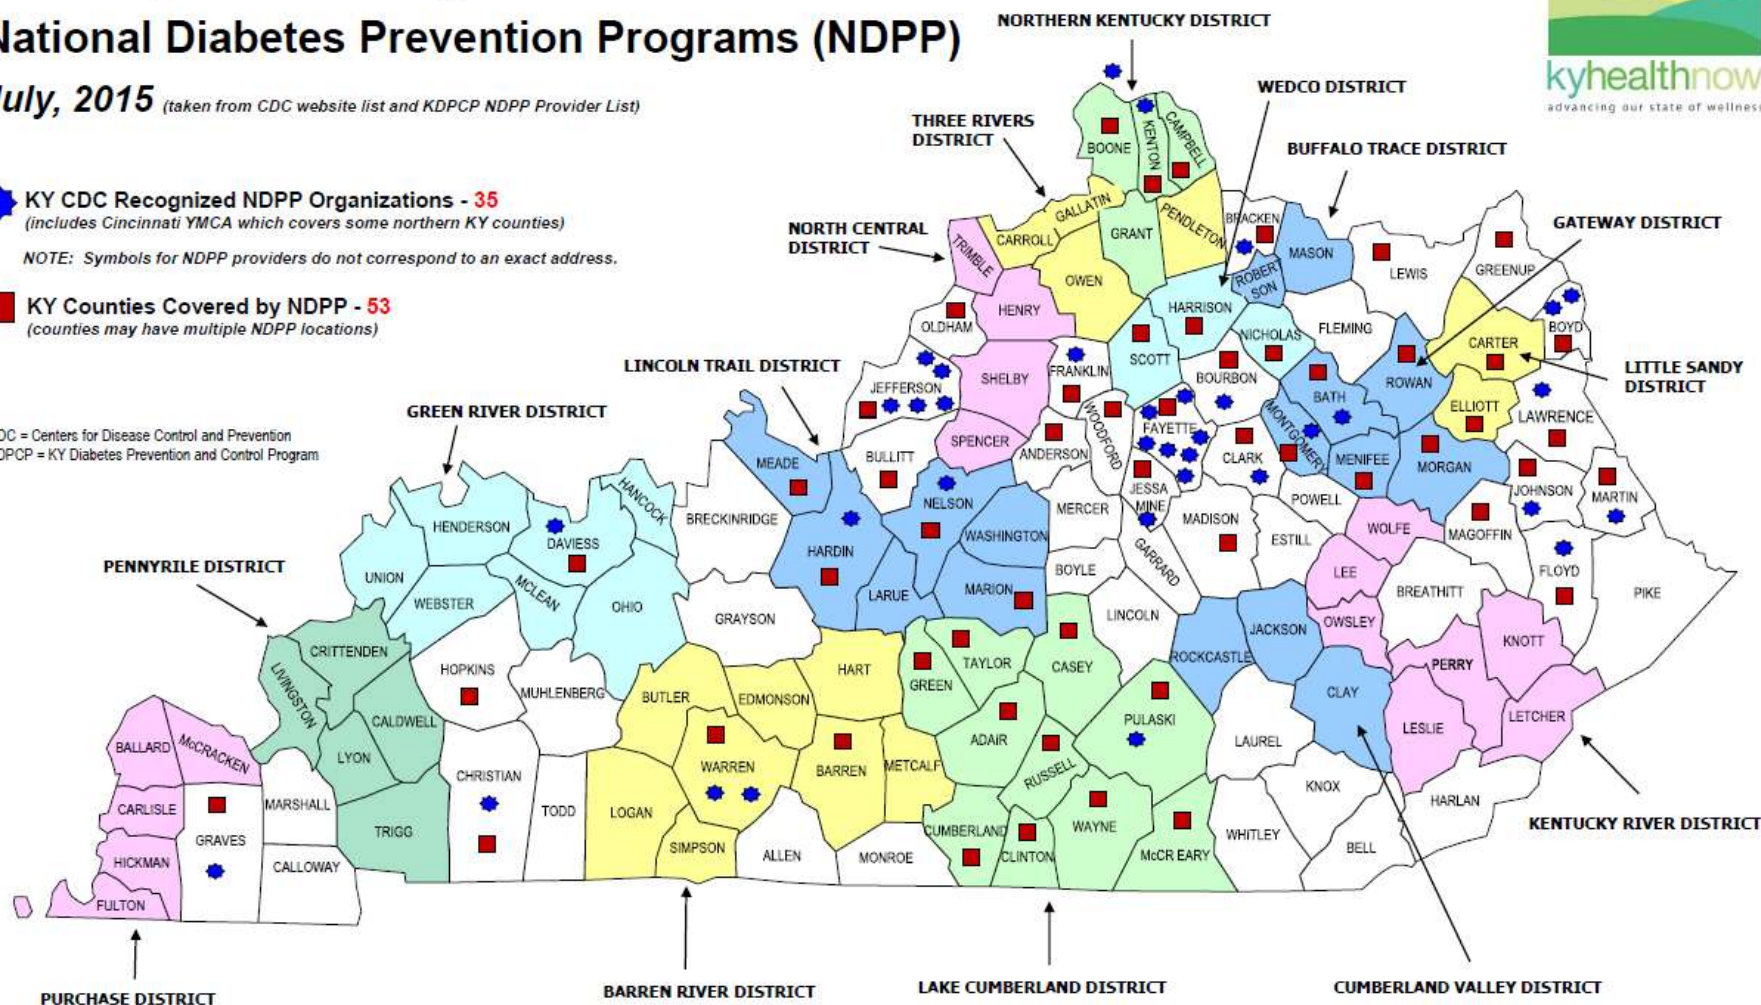 National Diabetes Prevention Programs (NDPP)
July, 2015 (taken from CDC website list and KDPCP NDPP Provider List)
kyhealthnow
advancing our state of wellness
KY CDC Recognized NDPP Organizations - 35
(includes Cincinnati YMCA which covers some northern KY counties)
NOTE: Symbols for NDPP providers do not correspond to an exact address.
KY Counties Covered by NDPP - 53
(counties may have multiple NDPP locations)
DC = Centers for Disease Control and Prevention
DPCP = KY Diabetes Prevention and Control Program
NORTHERN KENTUCKY DISTRICT
WEDCO DISTRICT
THREE RIVERS
DISTRICT
BUFFALO TRACE DISTRICT
GATEWAY DISTRICT
NORTH CENTRAL
DISTRICT
LINCOLN TRAIL DISTRICT
LITTLE SANDY
DISTRICT
GREEN RIVER DISTRICT
PENNYRILE DISTRICT
KENTUCKY RIVER DISTRICT
PURCHASE DISTRICT
BARREN RIVER DISTRICT
LAKE CUMBERLAND DISTRICT
CUMBERLAND VALLEY DISTRICT
BOONE
KENTON
CAMPBELL
GALLATIN
CARROLL
GRANT
PENDLETON
BRACKEN
TRIMBLE
OWEN
MASON
ROBERT
SON
LEWIS
GREENUP
HENRY
HARRISON
OLDHAM
NICHOLAS
FLEMING
CARTER
BOYD
SCOTT
SHELBY
FRANKLIN
BOURBON
ROWAN
JEFFERSON
BATH
ELLIOTT
LAWRENCE
WOODFORD
FAYETTE
MONTGOMERY
SPENCER
ANDERSON
BULLITT
CLARK
MENIFEE
MORGAN
MEADE
JESSA
MINE
POWELL
JOHNSON
MARTIN
HANCOCK
NELSON
HENDERSON
BRECKINRIDGE
MERCER
MADISON
WOLFE
MAGOFFIN
DAVIESS
WASHINGTON
ESTILL
HARDIN
GARRARD
UNION
BOYLE
LEE
FLOYD
WEBSTER
MCLEAN
OHIO
LARUE
MARION
BREATHITT
PIKE
GRAYSON
LINCOLN
JACKSON
OWSLEY
KNOTT
CRITTENDEN
HOPKINS
HART
TAYLOR
CASEY
ROCKCASTLE
PERRY
GREEN
LIVINGSTON
MUHLENBERG
BUTLER
EDMONSON
CLAY
CALDWELL
PULASKI
LESLIE
LETCHER
BALLARD
McCRACKEN
ADAIR
LAUREL
LYON
CHRISTIAN
WARREN
BARREN
METCALF
RUSSELL
KNOX
HARLAN
CARLISLE
MARSHALL
TODD
LOGAN
GRAVES
TRIGG
CUMBERLAND
WAYNE
WHITLEY
HICKMAN
CALLOWAY
SIMPSON
ALLEN
MONROE
CLINTON
McCR EARY
BELL
FULTON